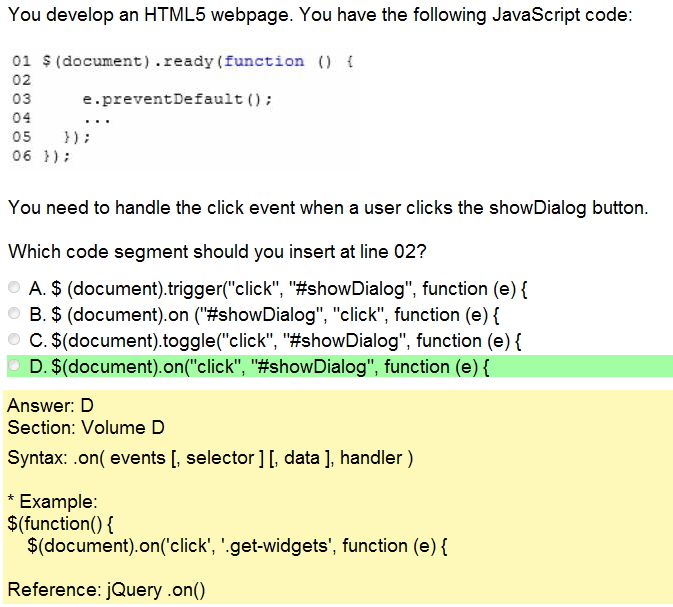 You develop an HTML5 webpage. You have the following JavaScript code:
01 $(document).ready(function () {
02
03 e.preventDefault();
04 ...
05 });
06 });
You need to handle the click event when a user clicks the showDialog button.
Which code segment should you insert at line 02?
A. $ (document).trigger("click", "#showDialog", function (e) {
B. $ (document).on ("#showDialog", "click", function (e) {
C. $(document).toggle("click", "#showDialog", function (e) {
D. $(document).on("click", "#showDialog", function (e) {
Answer: D
Section: Volume D
Syntax: .on( events [, selector ] [, data ], handler )
* Example:
$(function() {
$(document).on('click', '.get-widgets', function (e) {
Reference: jQuery .on()